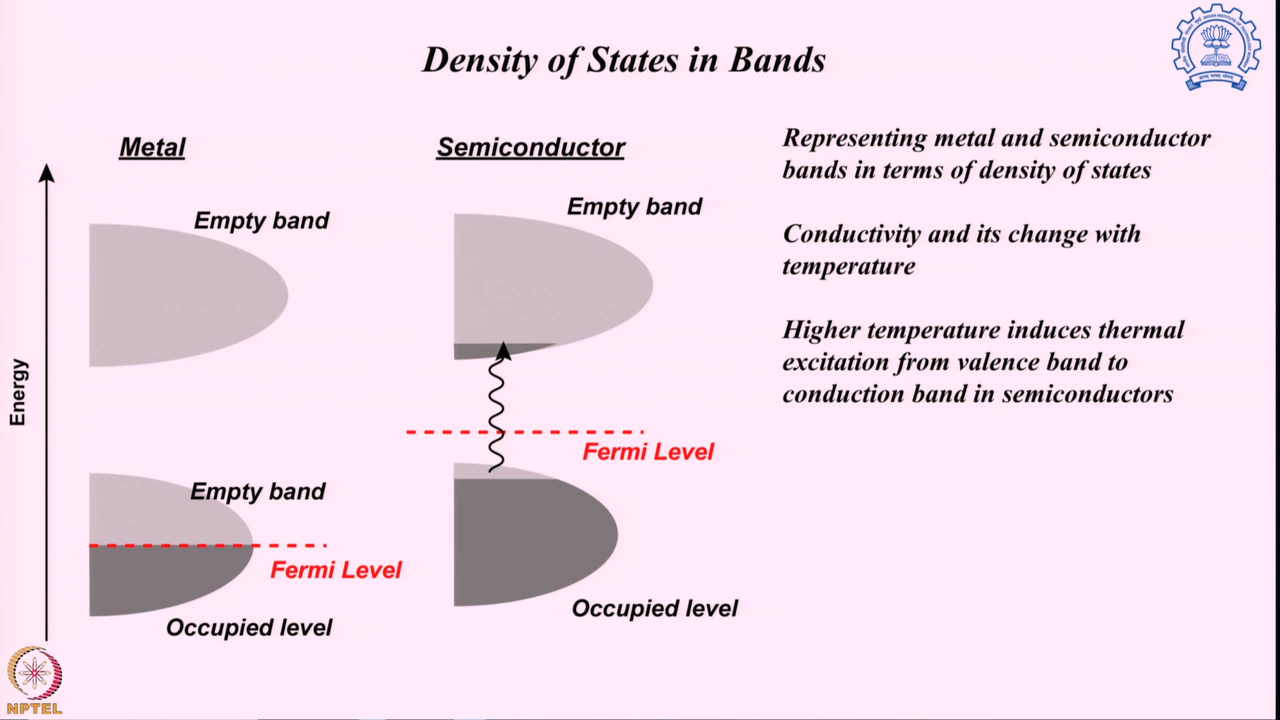 Density of States in Bands
Metal
Semiconductor
Empty band
Empty band
Energy
Fermi Level
Empty band
Fermi Level
Occupied level
Occupied level
Representing metal and semiconductor
bands in terms of density of states
Conductivity and its change with
temperature
Higher temperature induces thermal
excitation from valence band to
conduction band in semiconductors
NPTEL